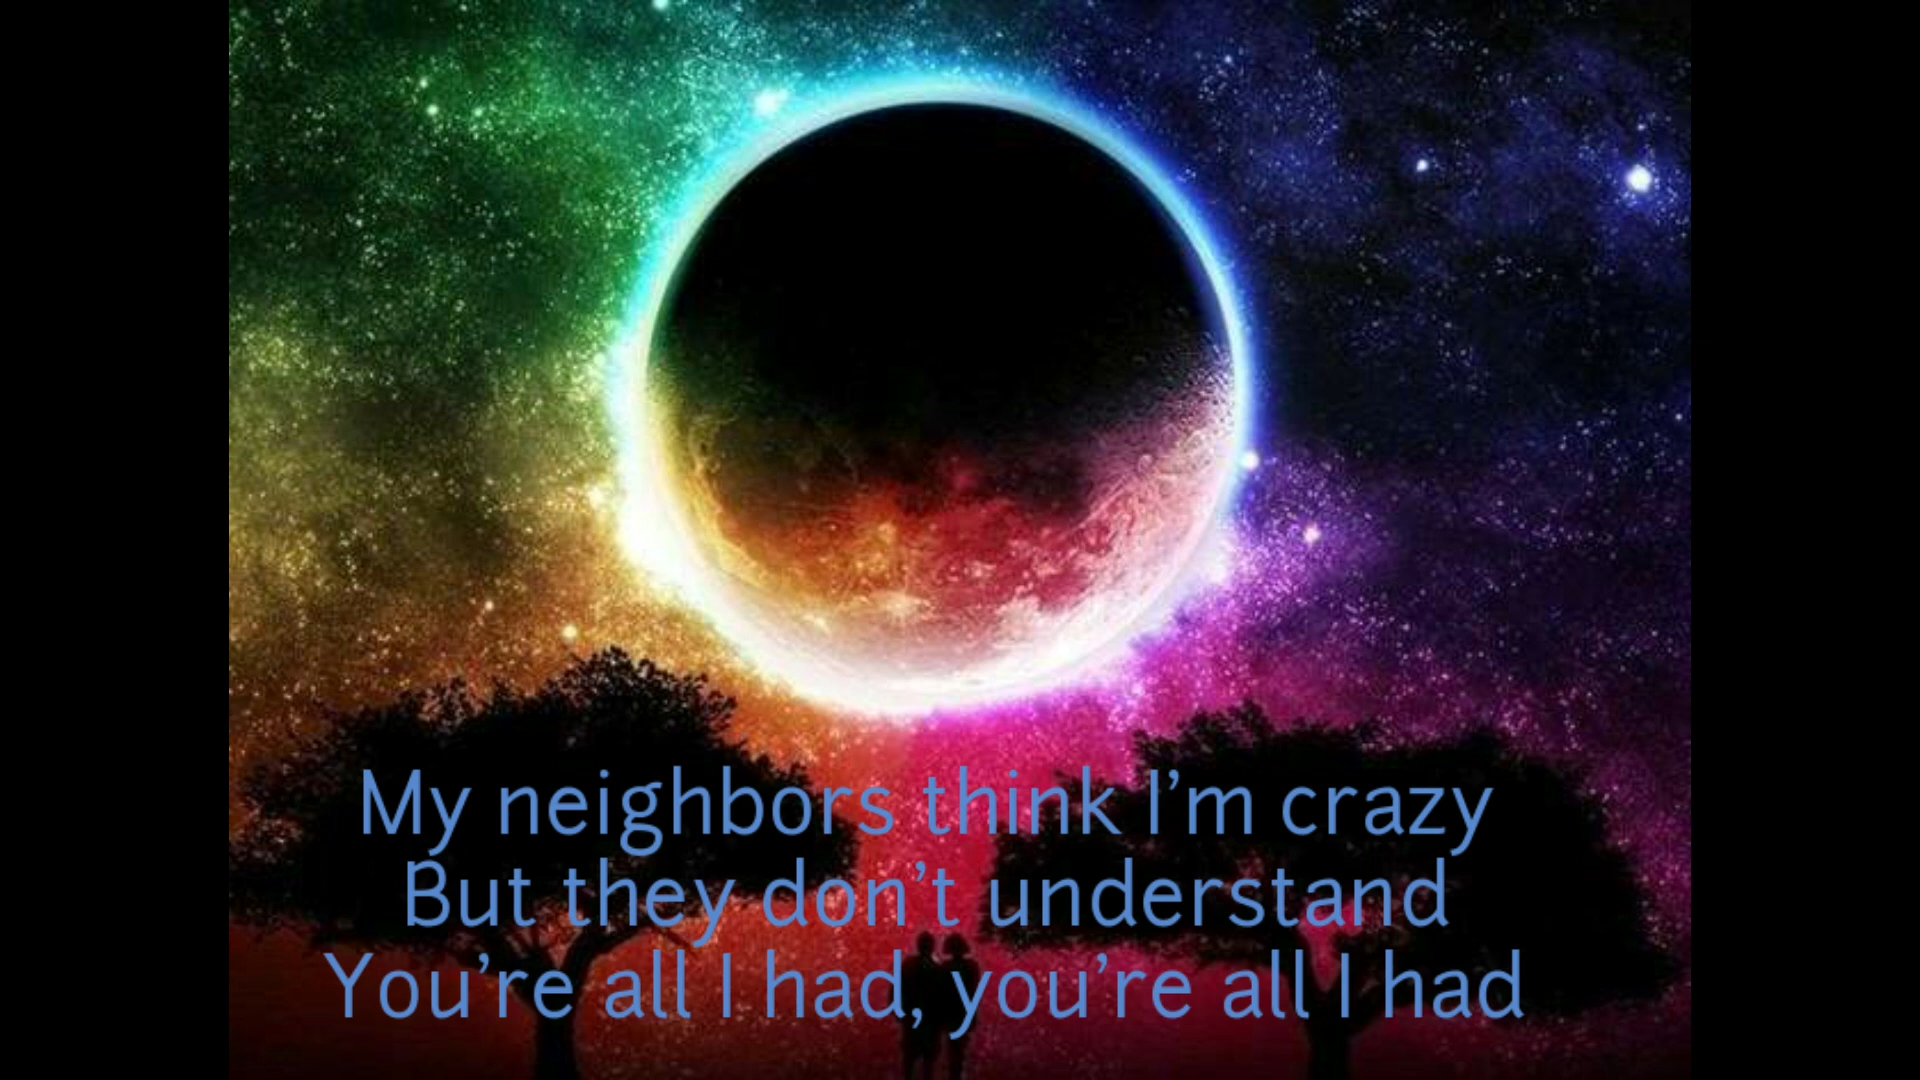 My neighbors think I'm crazy
But they don't understand
You're all I had, you're all I had